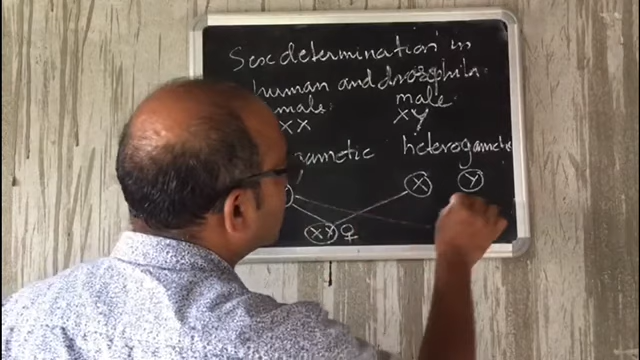 Sex determination in
human and drosophila.
male
XX XY
heterogametic
X Y
XX ♀